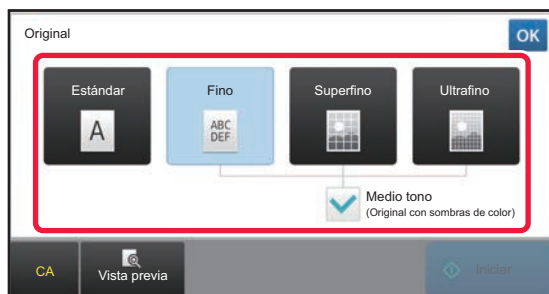 Original
OK
Estándar
Fino
Superfino
Ultrafino
A
ABC
DEF
Medio tono
(Original con sombras de color)
CA
Vista previa
Iniciar